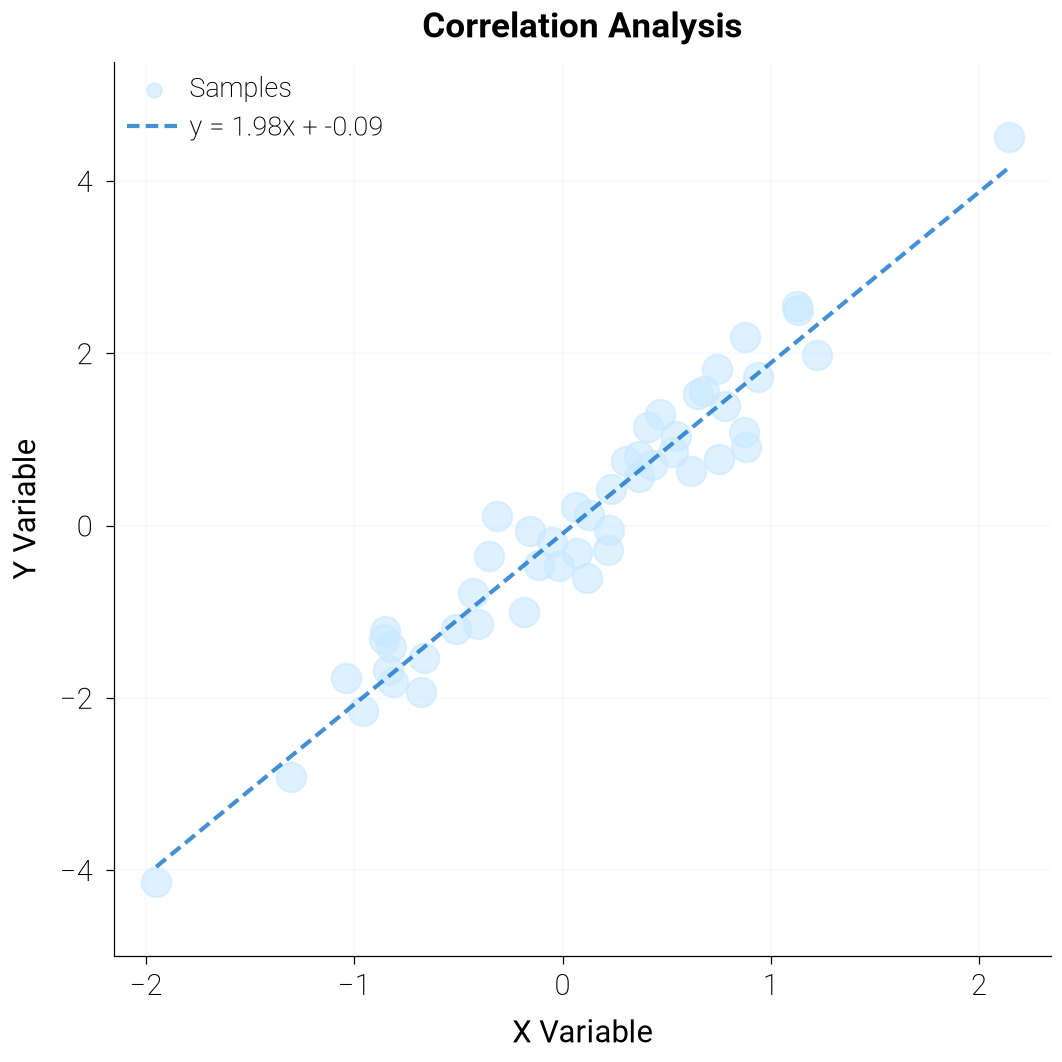 Correlation Analysis
Samples
y = 1.98x + -0.09
Y Variable
4
2
0
−2
−4
−2
−1
0
1
2
X Variable